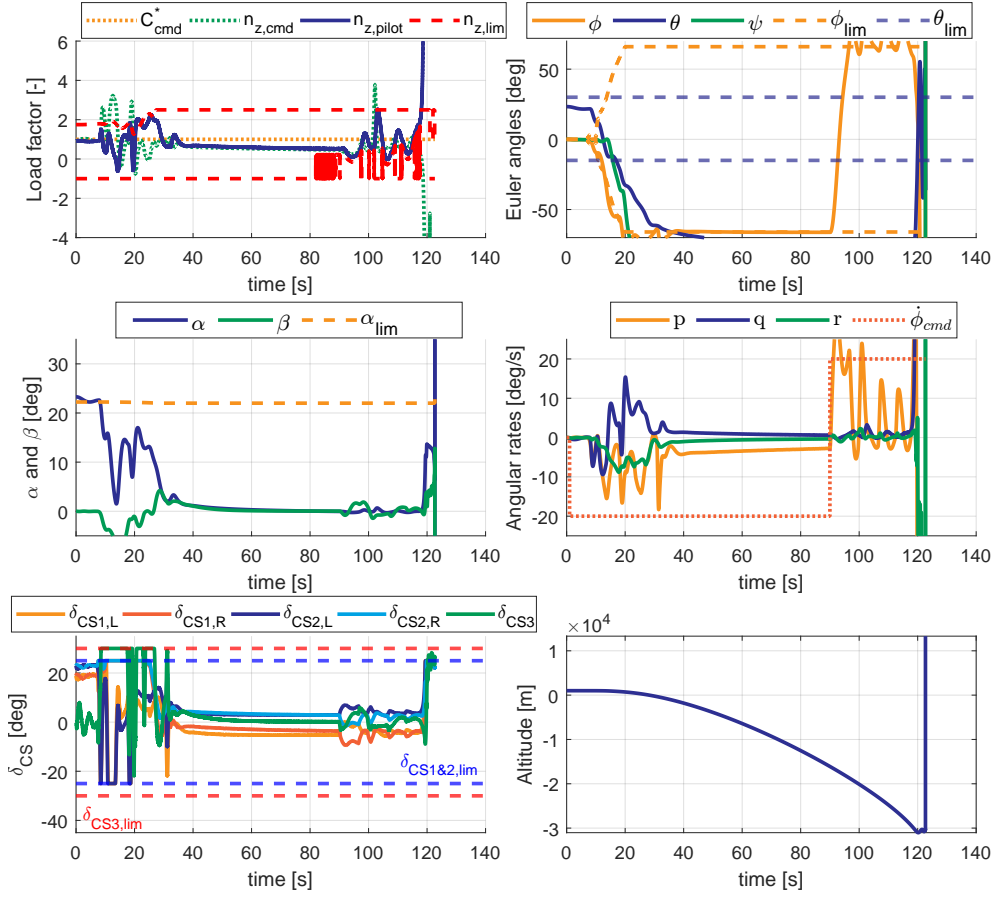 C*cmd nz,cmd nz,pilot nz,lim
6
4
2
0
-2
-4
Load factor [-]
0 20 40 60 80 100 120 140
time [s]
ϕ θ ψ ϕlim θlim
50
0
-50
Euler angles [deg]
0 20 40 60 80 100 120 140
time [s]
α β αlim
30
20
10
0
α and β [deg]
0 20 40 60 80 100 120 140
time [s]
p q r ϕ̇cmd
20
10
0
-10
-20
Angular rates [deg/s]
0 20 40 60 80 100 120 140
time [s]
δCS1,L δCS1,R δCS2,L δCS2,R δCS3
20
0
-20
-40
δCS [deg]
δCS1&2,lim
δCS3,lim
0 20 40 60 80 100 120 140
time [s]
×10^4
1
0
-1
-2
-3
Altitude [m]
0 20 40 60 80 100 120 140
time [s]